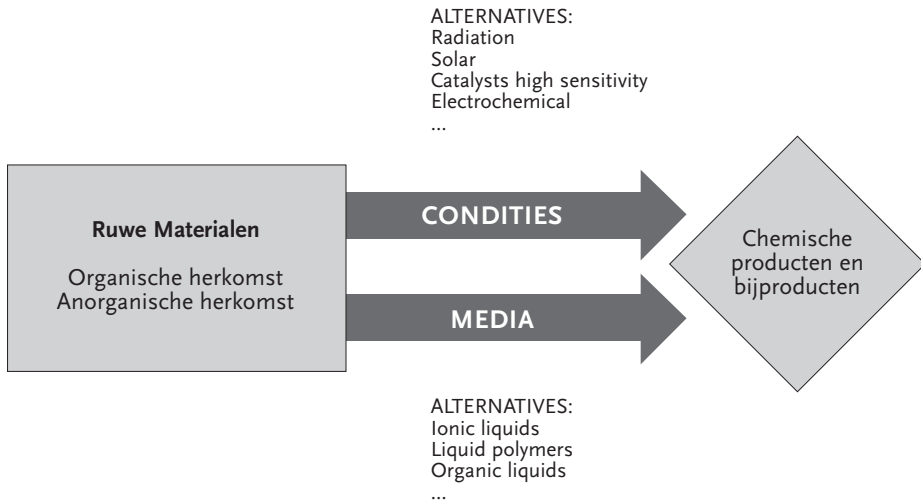 ALTERNATIVES:
Radiation
Solar
Catalysts high sensitivity
Electrochemical
...
Ruwe Materialen
Organische herkomst
Anorganische herkomst
CONDITIES
MEDIA
Chemische
producten en
bijproducten
ALTERNATIVES:
Ionic liquids
Liquid polymers
Organic liquids
...